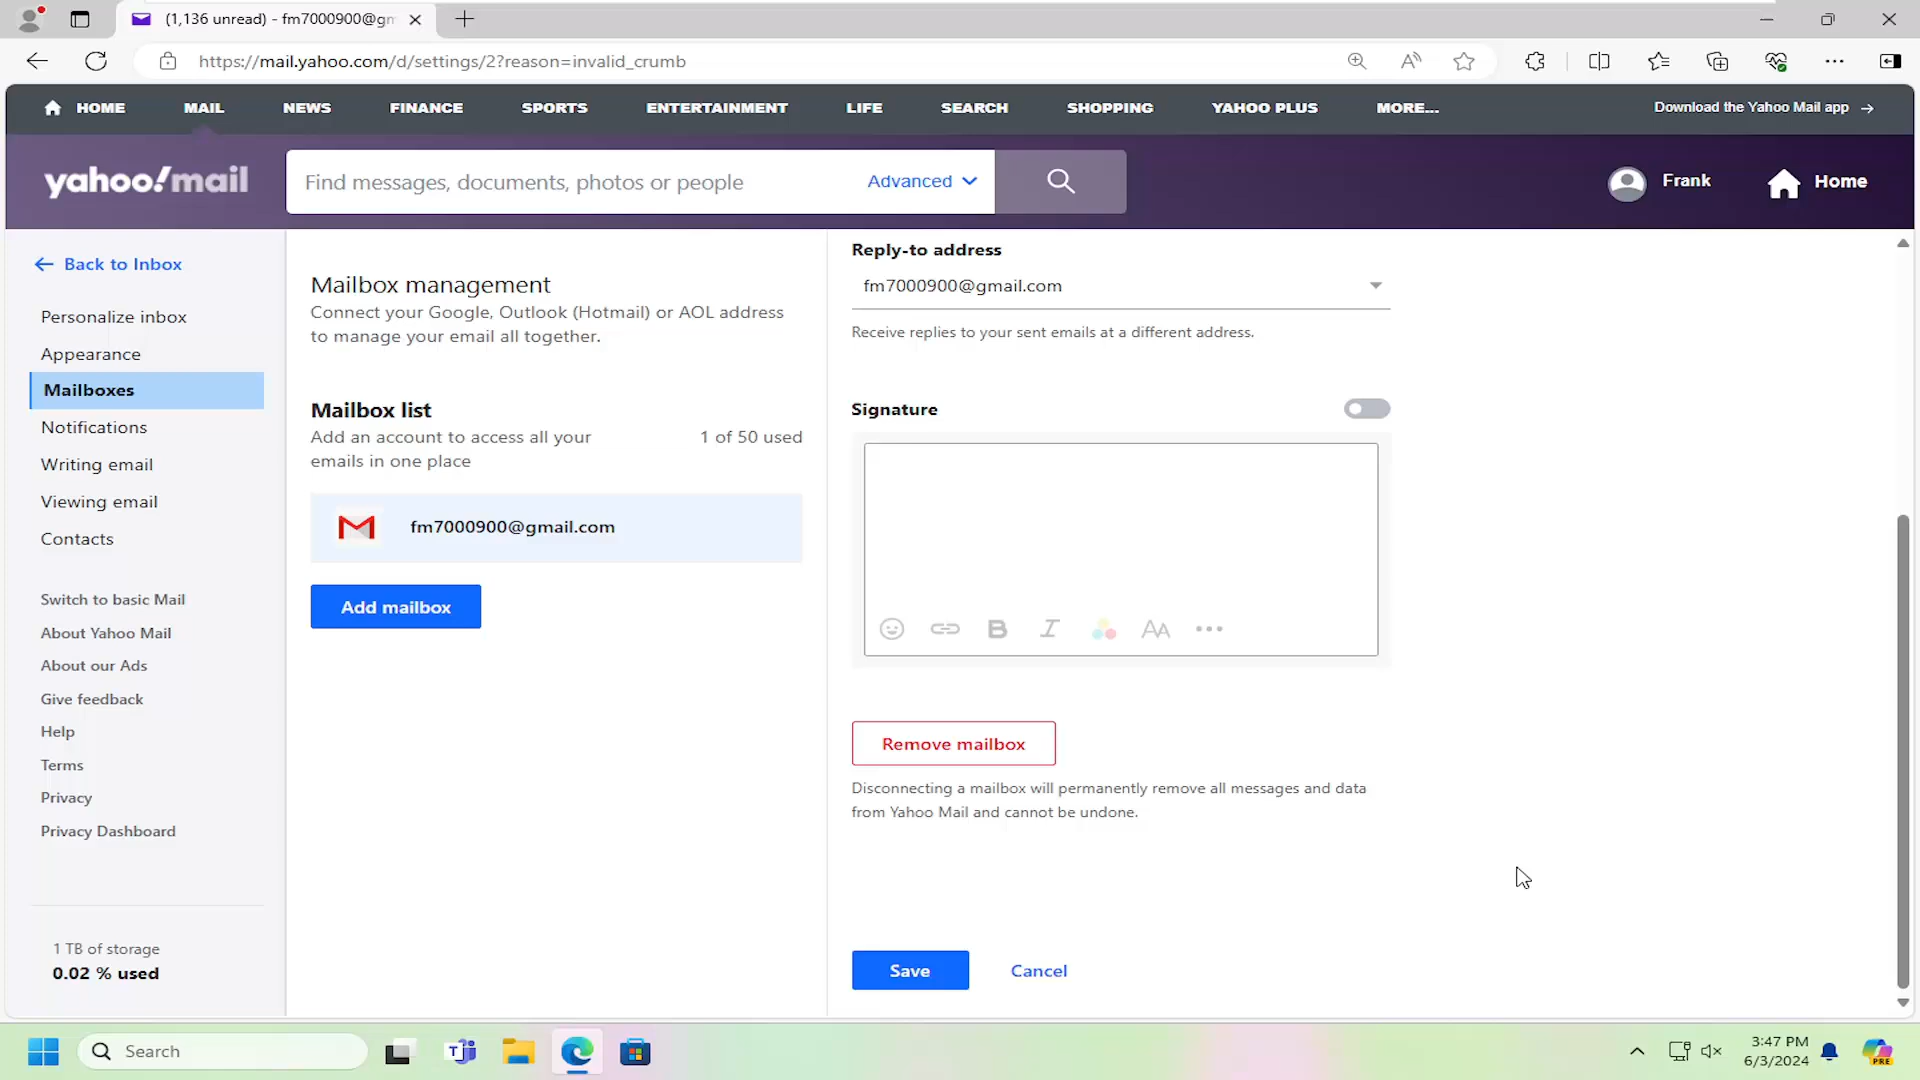 (1,136 unread) - fm7000900@gm
https://mail.yahoo.com/d/settings/2?reason=invalid_crumb
HOME
MAIL
NEWS
FINANCE
SPORTS
ENTERTAINMENT
LIFE
SEARCH
SHOPPING
YAHOO PLUS
MORE...
Download the Yahoo Mail app
yahoo!mail
Find messages, documents, photos or people
Advanced
Frank
Home
Back to Inbox
Personalize inbox
Appearance
Mailboxes
Notifications
Writing email
Viewing email
Contacts
Switch to basic Mail
About Yahoo Mail
About our Ads
Give feedback
Help
Terms
Privacy
Privacy Dashboard
1 TB of storage
0.02 % used
Mailbox management
Connect your Google, Outlook (Hotmail) or AOL address
to manage your email all together.
Mailbox list
Add an account to access all your
emails in one place
1 of 50 used
fm7000900@gmail.com
Add mailbox
Reply-to address
fm7000900@gmail.com
Receive replies to your sent emails at a different address.
Signature
Remove mailbox
Disconnecting a mailbox will permanently remove all messages and data
from Yahoo Mail and cannot be undone.
Save
Cancel
Search
3:47 PM
6/3/2024
PRE